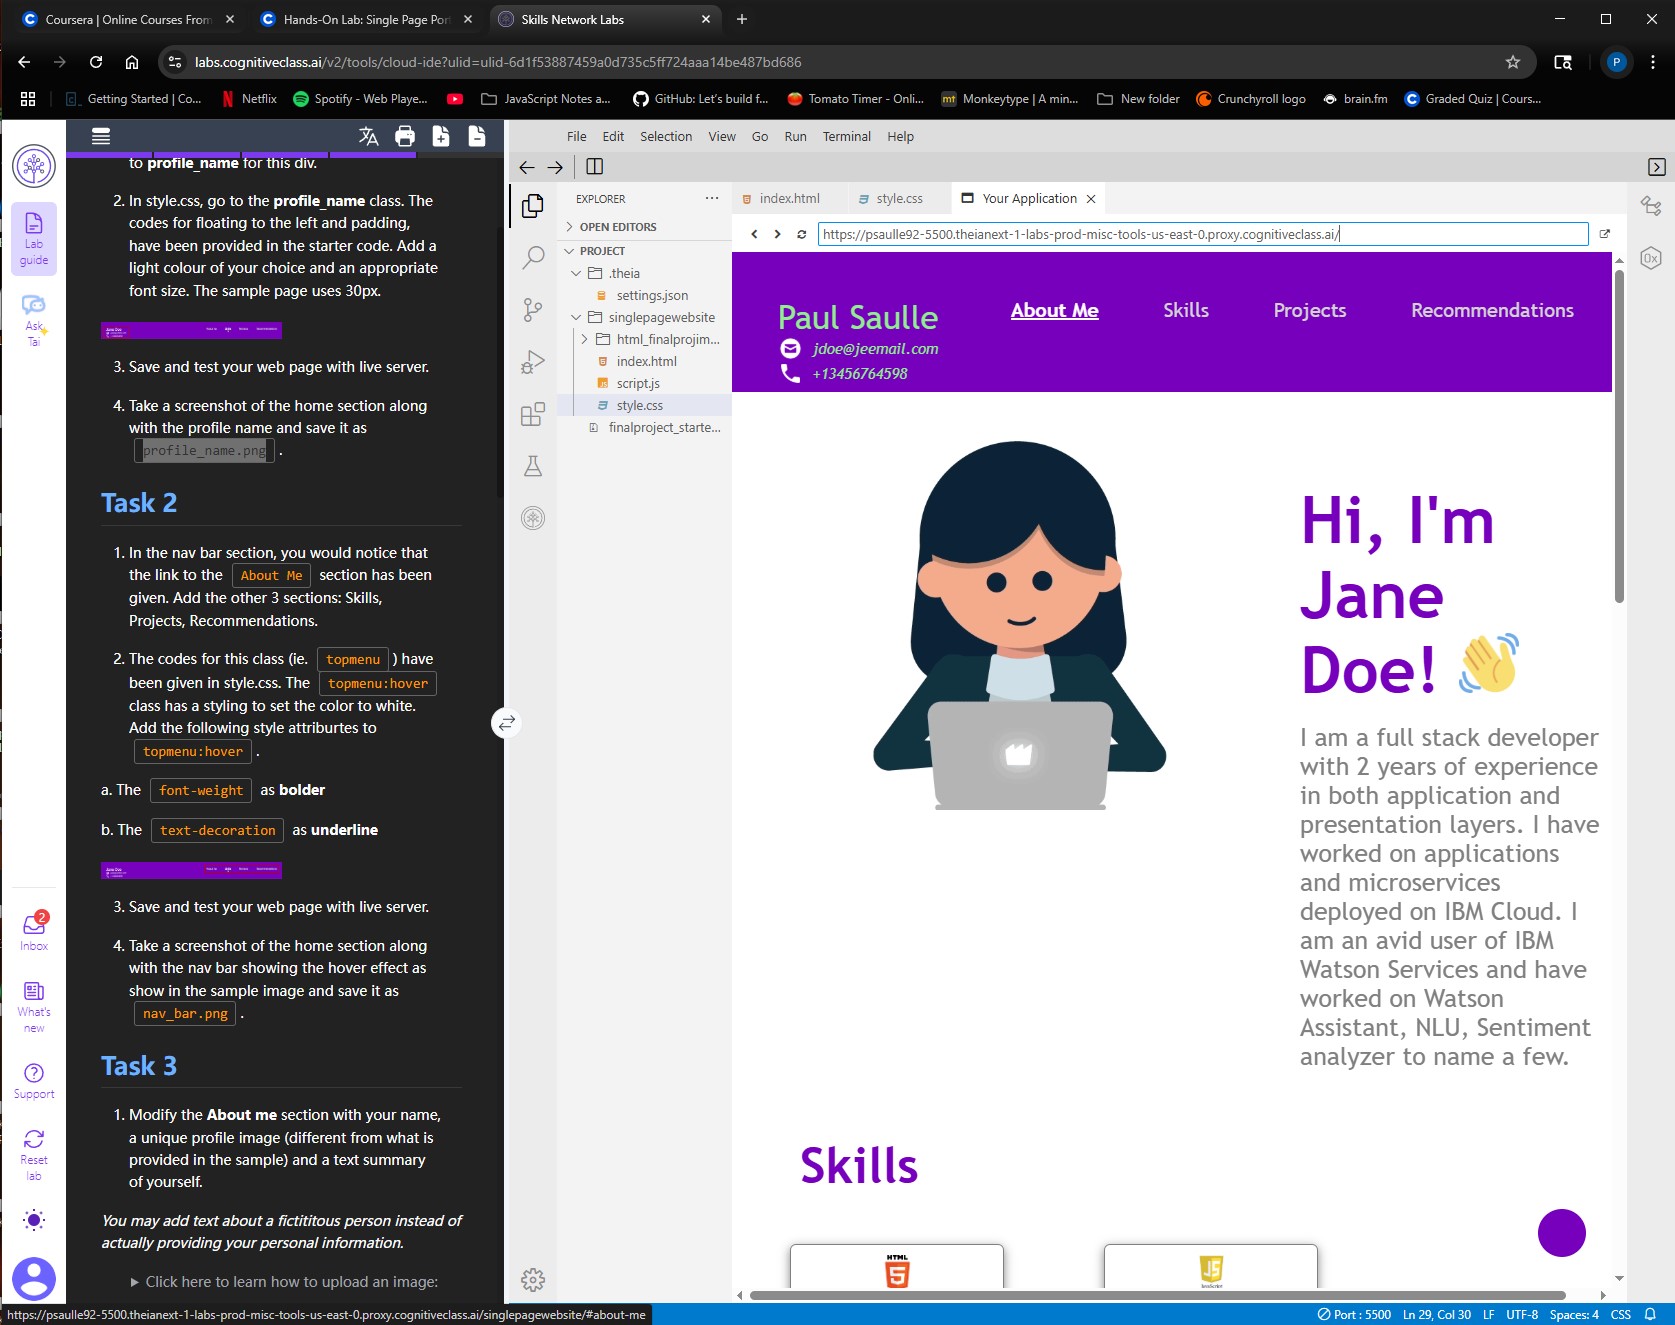 Coursera | Online Courses From
Hands-On Lab: Single Page Por
Skills Network Labs
labs.cognitiveclass.ai/v2/tools/cloud-ide?ulid=ulid-6d1f53887459a0d735c5ff724aaa14be487bd686
P
Getting Started | Co...
Netflix
Spotify - Web Playe...
JavaScript Notes a...
GitHub: Let's build f...
Tomato Timer - Onli...
mt
Monkeytype | A min...
New folder
Crunchyroll logo
brain.fm
Graded Quiz | Cours...
Lab guide
Ask Tai
2
Inbox
What's new
Support
Reset lab
to profile_name for this div.
2. In style.css, go to the profile_name class. The
codes for floating to the left and padding,
have been provided in the starter code. Add a
light colour of your choice and an appropriate
font size. The sample page uses 30px.
3. Save and test your web page with live server.
4. Take a screenshot of the home section along
with the profile name and save it as
profile_name.png .
Task 2
1. In the nav bar section, you would notice that
the link to the About Me section has been
given. Add the other 3 sections: Skills,
Projects, Recommendations.
2. The codes for this class (ie. topmenu ) have
been given in style.css. The topmenu:hover
class has a styling to set the color to white.
Add the following style attriburtes to
topmenu:hover .
a. The font-weight as bolder
b. The text-decoration as underline
3. Save and test your web page with live server.
4. Take a screenshot of the home section along
with the nav bar showing the hover effect as
show in the sample image and save it as
nav_bar.png .
Task 3
1. Modify the About me section with your name,
a unique profile image (different from what is
provided in the sample) and a text summary
of yourself.
You may add text about a fictititous person instead of
actually providing your personal information.
Click here to learn how to upload an image:
File Edit Selection View Go Run Terminal Help
EXPLORER ...
OPEN EDITORS
PROJECT
.theia
settings.json
singlepagewebsite
html_finalprojim...
index.html
script.js
style.css
finalproject_starte...
index.html
style.css
Your Application
https://psaulle92-5500.theianext-1-labs-prod-misc-tools-us-east-0.proxy.cognitiveclass.ai/
Paul Saulle
jdoe@jeemail.com
+13456764598
About Me Skills Projects Recommendations
Hi, I'm
Jane
Doe!
I am a full stack developer
with 2 years of experience
in both application and
presentation layers. I have
worked on applications
and microservices
deployed on IBM Cloud. I
am an avid user of IBM
Watson Services and have
worked on Watson
Assistant, NLU, Sentiment
analyzer to name a few.
Skills
HTML
5
JS
JavaScript
0x
https://psaulle92-5500.theianext-1-labs-prod-misc-tools-us-east-0.proxy.cognitiveclass.ai/singlepagewebsite/#about-me
Port : 5500 Ln 29, Col 30 LF UTF-8 Spaces: 4 CSS